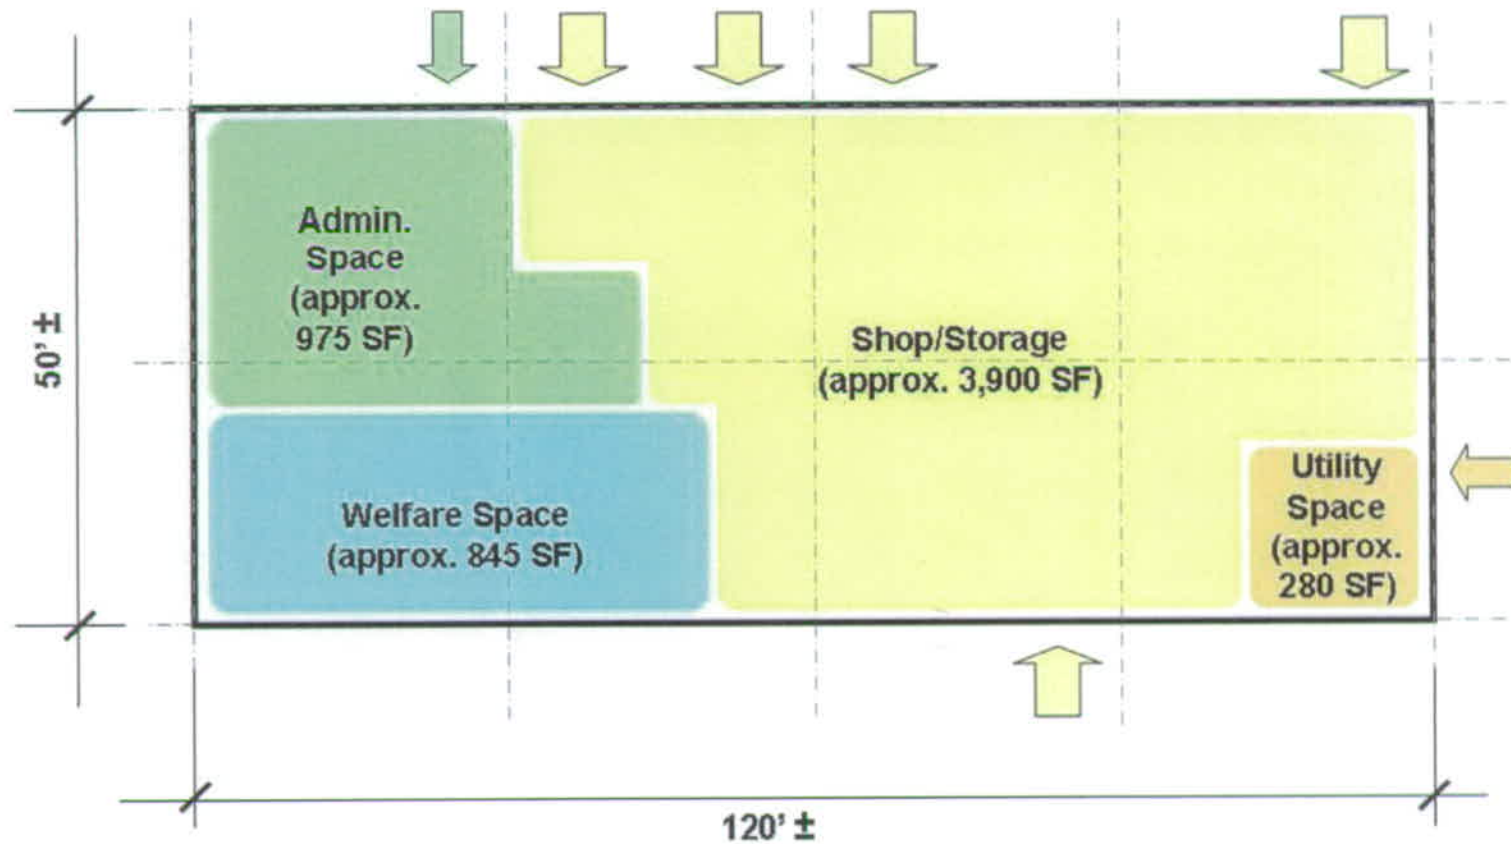 Admin.
Space
(approx.
975 SF)
50' ±
Shop/Storage
(approx. 3,900 SF)
Utility
Space
(approx.
280 SF)
Welfare Space
(approx. 845 SF)
120' ±